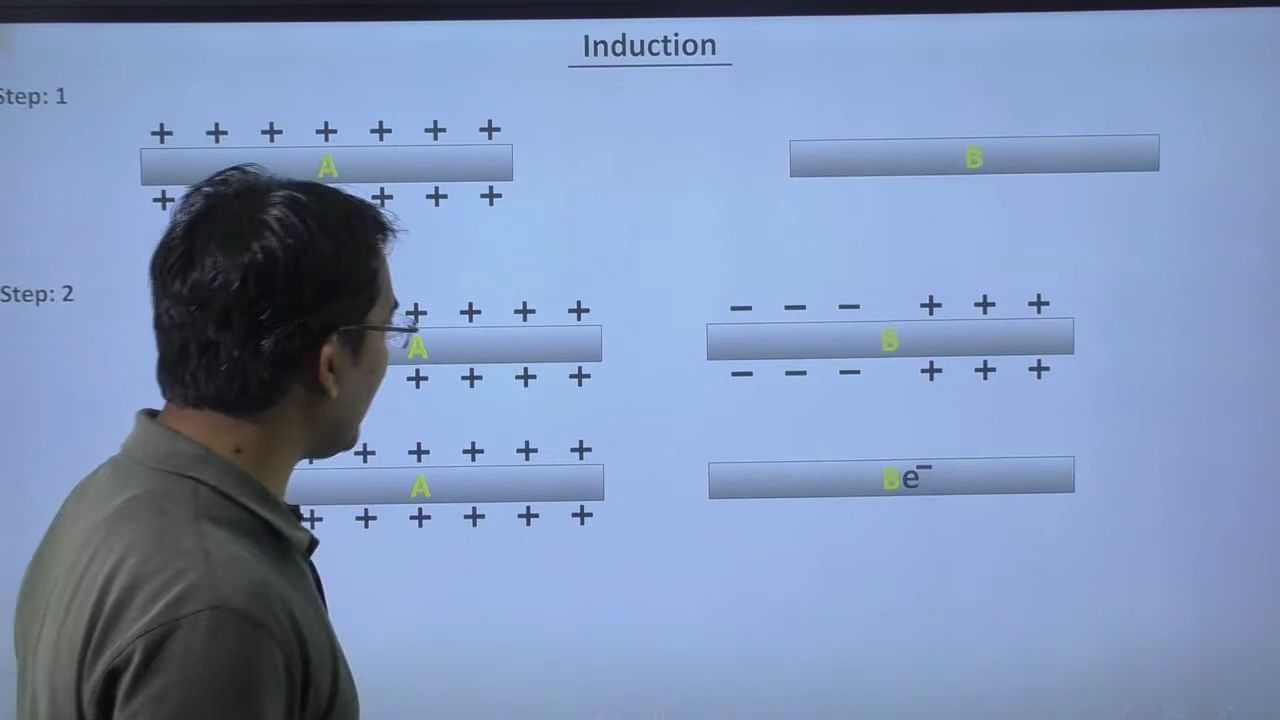 Induction
Step: 1
+ + + + + + +
A
B
+ + + +
Step: 2
+ + + +
− − − + + +
A
B
+ + + +
− − − + + +
+ + + + +
A
Be⁻
+ + + + + +